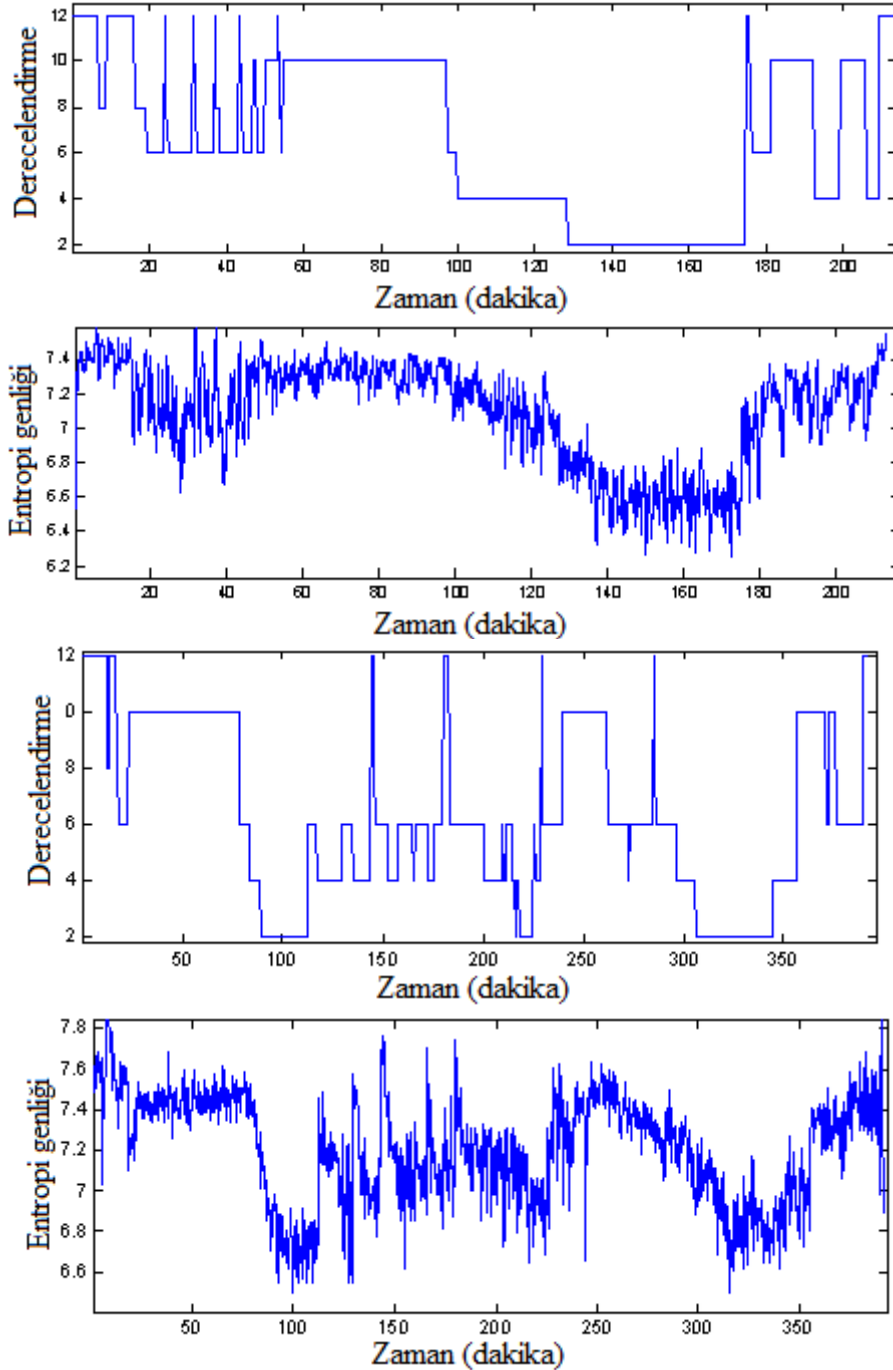 Derecelendirme
12
10
8
6
4
2
20 40 60 80 100 120 140 160 180 200
Zaman (dakika)
Entropi genliği
7.4
7.2
7
6.8
6.6
6.4
6.2
20 40 60 80 100 120 140 160 180 200
Zaman (dakika)
Derecelendirme
12
0
8
6
4
2
50 100 150 200 250 300 350
Zaman (dakika)
Entropi genliği
7.8
7.6
7.4
7.2
7
6.8
6.6
50 100 150 200 250 300 350
Zaman (dakika)